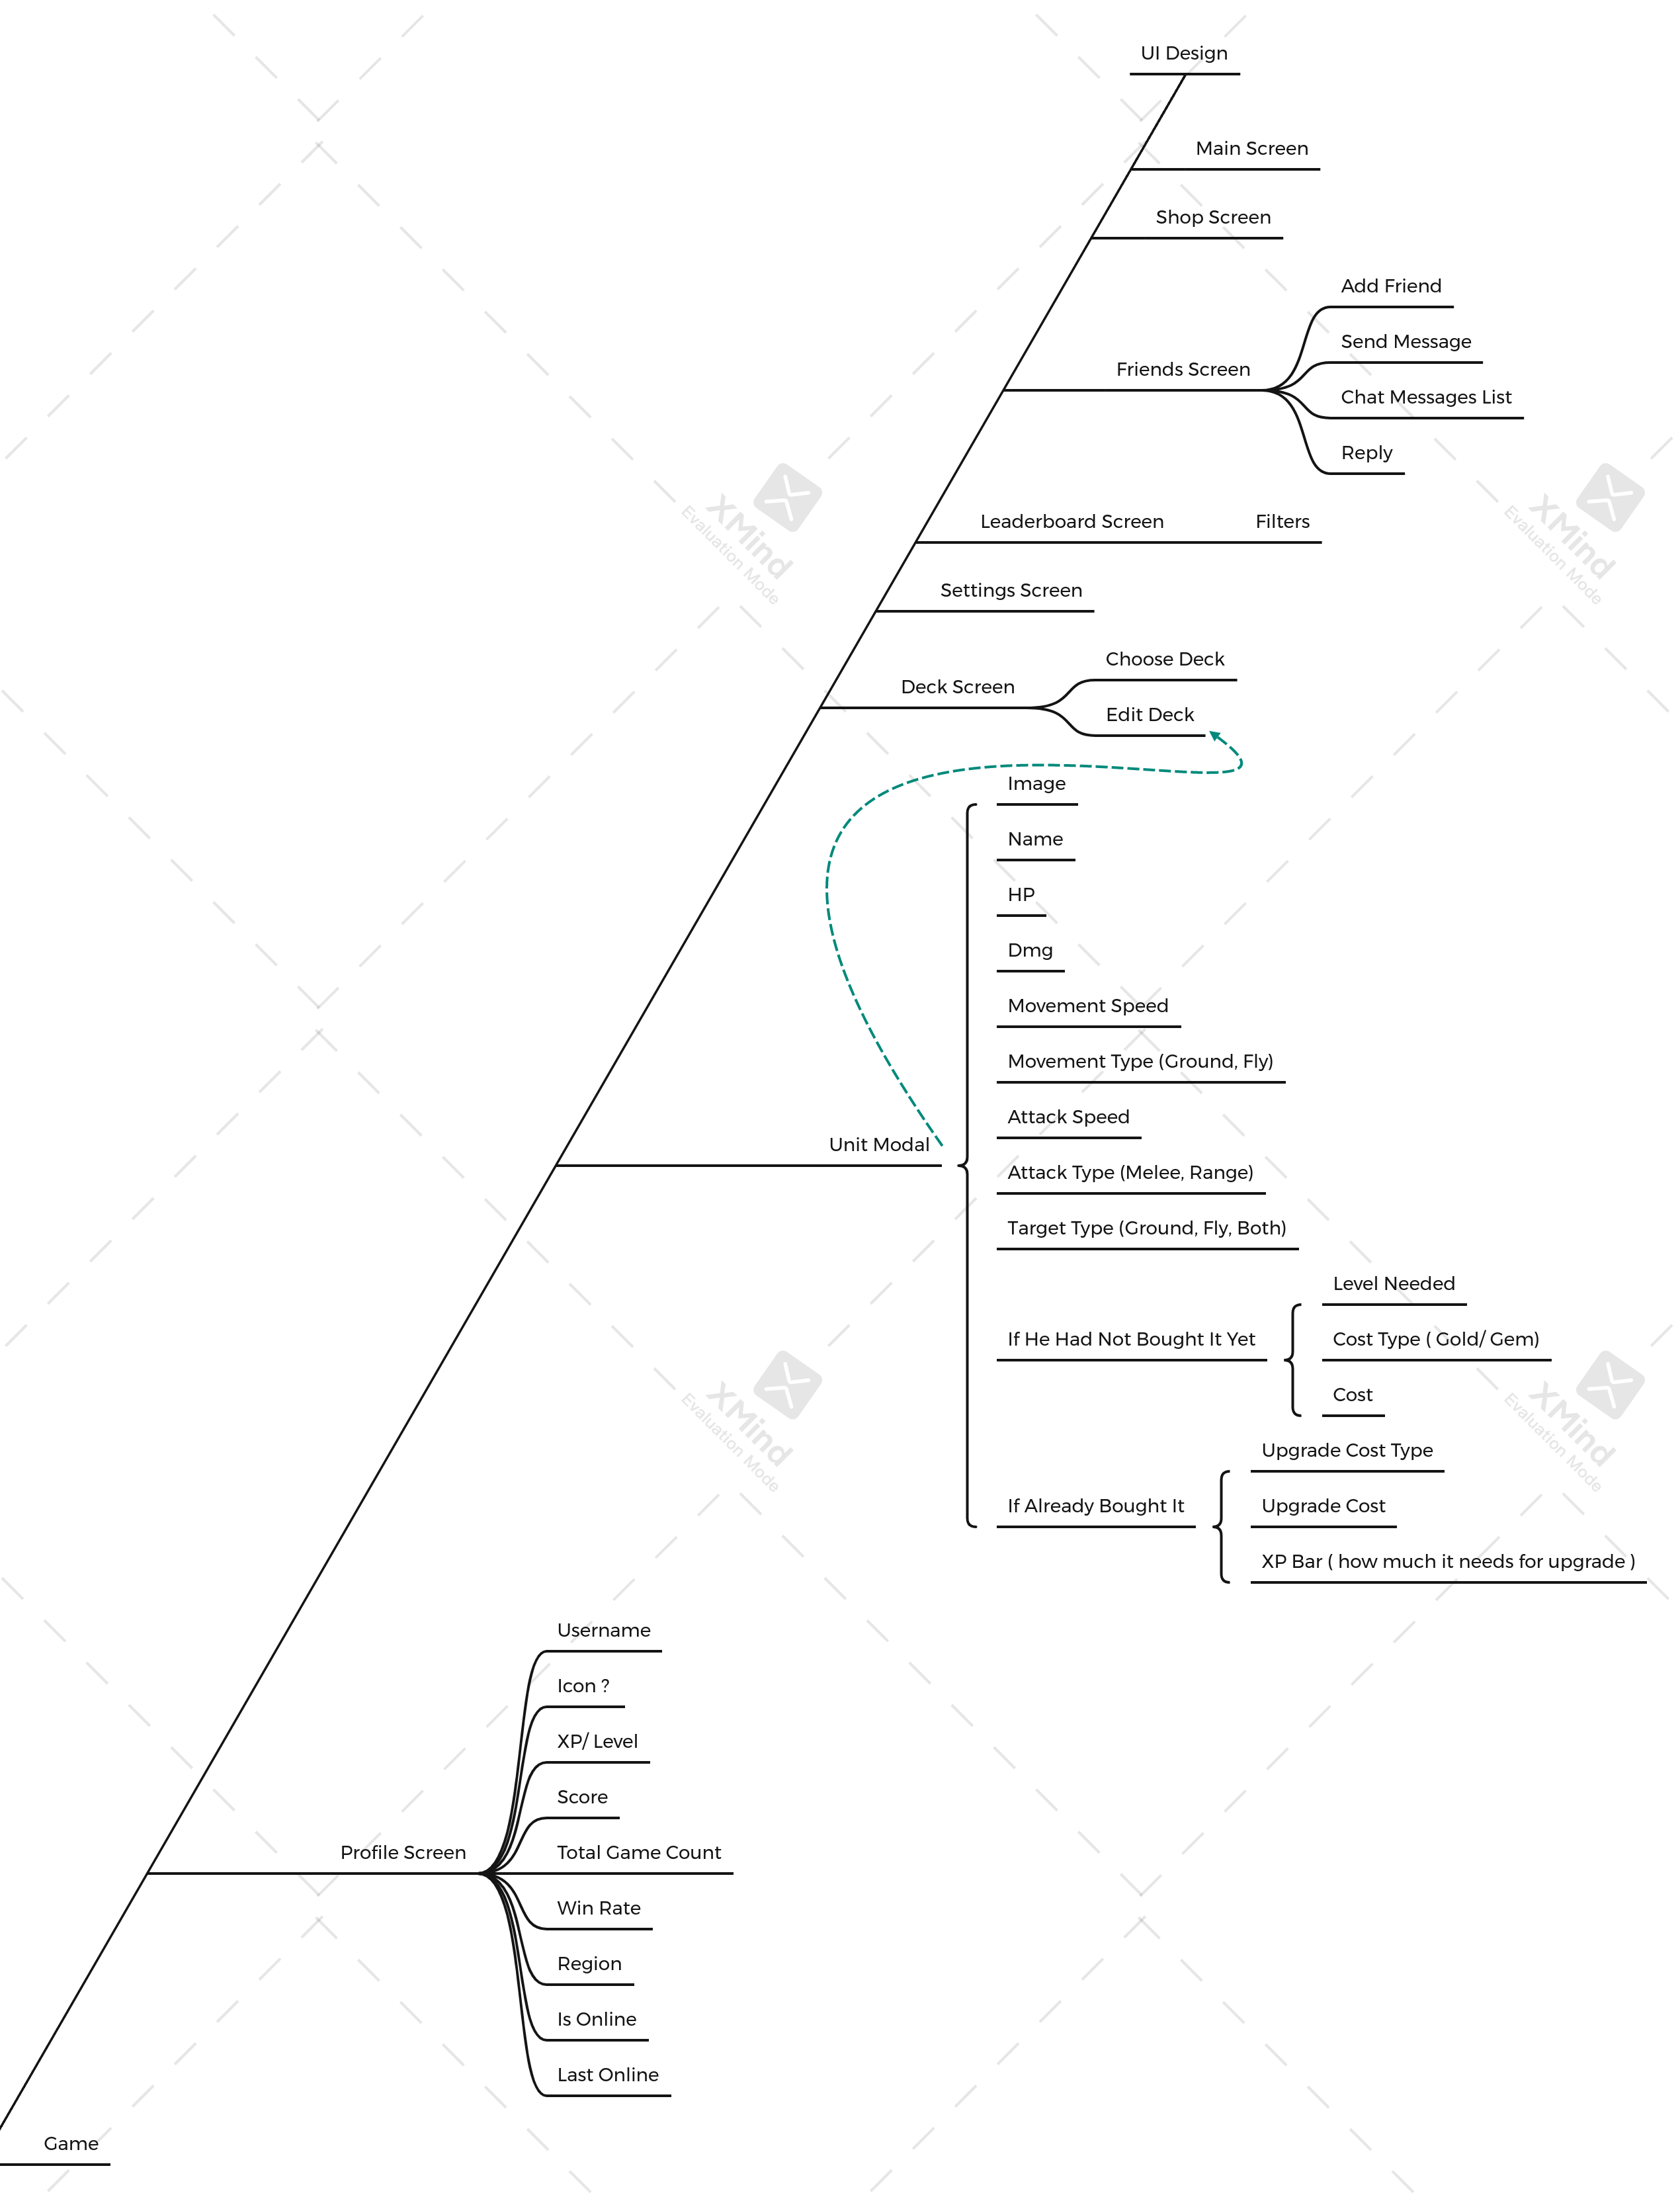 UI Design
Main Screen
Shop Screen
Friends Screen
Add Friend
Send Message
Chat Messages List
Reply
Leaderboard Screen
Filters
Settings Screen
Deck Screen
Choose Deck
Edit Deck
Unit Modal
Image
Name
HP
Dmg
Movement Speed
Movement Type (Ground, Fly)
Attack Speed
Attack Type (Melee, Range)
Target Type (Ground, Fly, Both)
If He Had Not Bought It Yet
Level Needed
Cost Type ( Gold/ Gem)
Cost
If Already Bought It
Upgrade Cost Type
Upgrade Cost
XP Bar ( how much it needs for upgrade )
Profile Screen
Username
Icon ?
XP/ Level
Score
Total Game Count
Win Rate
Region
Is Online
Last Online
Game
XMind
Evaluation Mode
XMind
Evaluation Mode
XMind
Evaluation Mode
XMind
Evaluation Mode